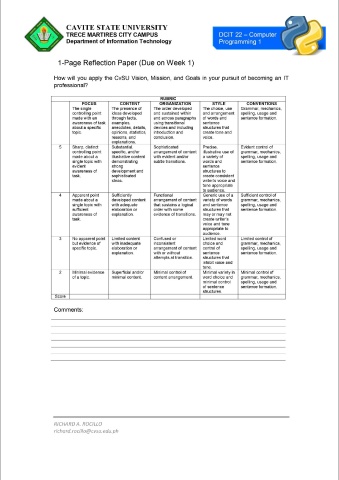 CAVITE STATE UNIVERSITY
TRECE MARTIRES CITY CAMPUS
Department of Information Technology
DCIT 22 – Computer
Programming 1
1-Page Reflection Paper (Due on Week 1)
How will you apply the CvSU Vision, Mission, and Goals in your pursuit of becoming an IT
professional?
RUBRIC
FOCUS CONTENT ORGANIZATION STYLE CONVENTIONS
The single controlling point made with an awareness of task about a specific topic.
The presence of ideas developed through facts, examples, anecdotes, details, opinions, statistics, reasons, and explanations.
The order developed and sustained within and across paragraphs using transitional devices and including introduction and conclusion.
The choice, use and arrangement of words and sentence structures that create tone and voice.
Grammar, mechanics, spelling, usage and sentence formation.
5
Sharp, distinct controlling point made about a single topic with evident awareness of task.
Substantial, specific, and/or illustrative content demonstrating strong development and sophisticated ideas.
Sophisticated arrangement of content with evident and/or subtle transitions.
Precise, illustrative use of a variety of words and sentence structures to create consistent writer's voice and tone appropriate to audience.
Evident control of grammar, mechanics, spelling, usage and sentence formation.
4
Apparent point made about a single topic with sufficient awareness of task.
Sufficiently developed content with adequate elaboration or explanation.
Functional arrangement of content that sustains a logical order with some evidence of transitions.
Generic use of a variety of words and sentence structures that may or may not create writer's voice and tone appropriate to audience.
Sufficient control of grammar, mechanics, spelling, usage and sentence formation.
3
No apparent point but evidence of specific topic.
Limited content with inadequate elaboration or explanation.
Confused or inconsistent arrangement of content with or without attempts at transition.
Limited word choice and control of sentence structures that inhibit voice and tone.
Limited control of grammar, mechanics, spelling, usage and sentence formation.
2
Minimal evidence of a topic.
Superficial and/or minimal content.
Minimal control of content arrangement.
Minimal variety in word choice and minimal control of sentence structures.
Minimal control of grammar, mechanics, spelling, usage and sentence formation.
Score
Comments:
RICHARD A. ROCILLO
richard.rocillo@cvsu.edu.ph